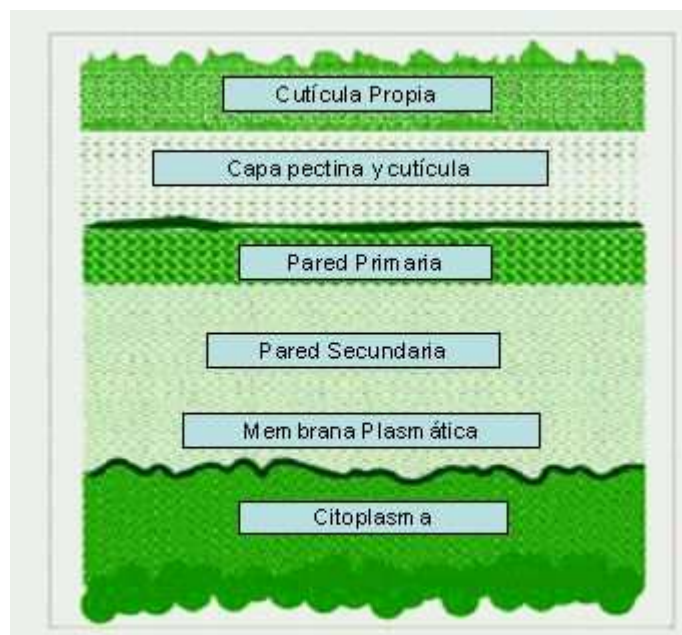 Cutícula Propia
Capa pectina y cutícula
Pared Primaria
Pared Secundaria
Membrana Plasmática
Citoplasma